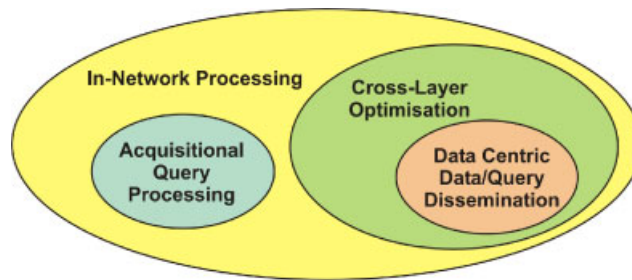 In-Network Processing
Cross-Layer
Optimisation
Acquisitional
Query
Processing
Data Centric
Data/Query
Dissemination